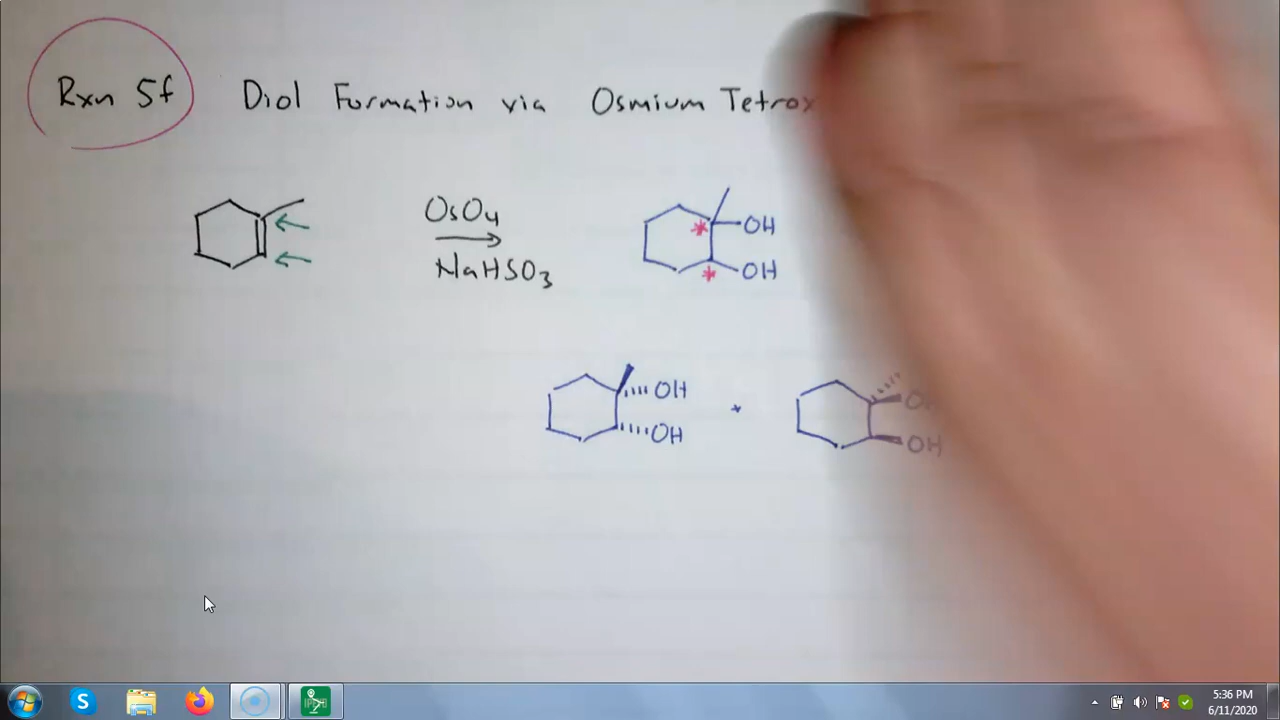 Rxn 5f Diol Formation via Osmium
OsO4
NaHSO3
OH
OH
OH
OH
OH
5:36 PM
6/11/2020